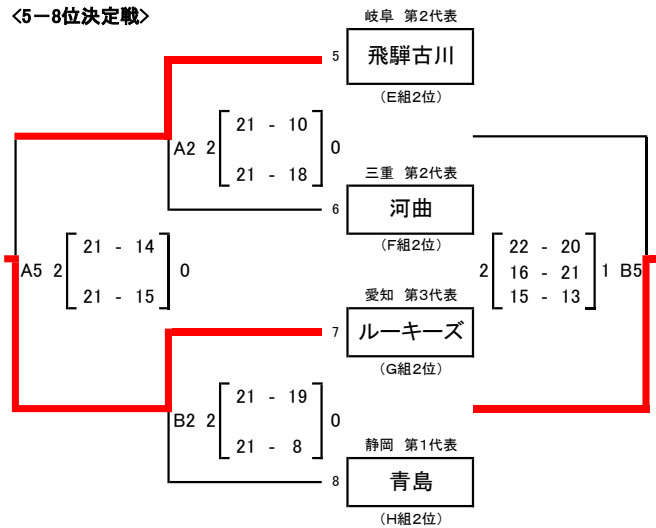 <5-8位決定戦>
岐阜 第2代表
5 飛騨古川
(E組2位)
A2 2 21 - 10 0
21 - 18
三重 第2代表
6 河曲
(F組2位)
A5 2 21 - 14 0
21 - 15
2 22 - 20 1 B5
16 - 21
15 - 13
愛知 第3代表
7 ルーキーズ
(G組2位)
B2 2 21 - 19 0
21 - 8
静岡 第1代表
8 青島
(H組2位)